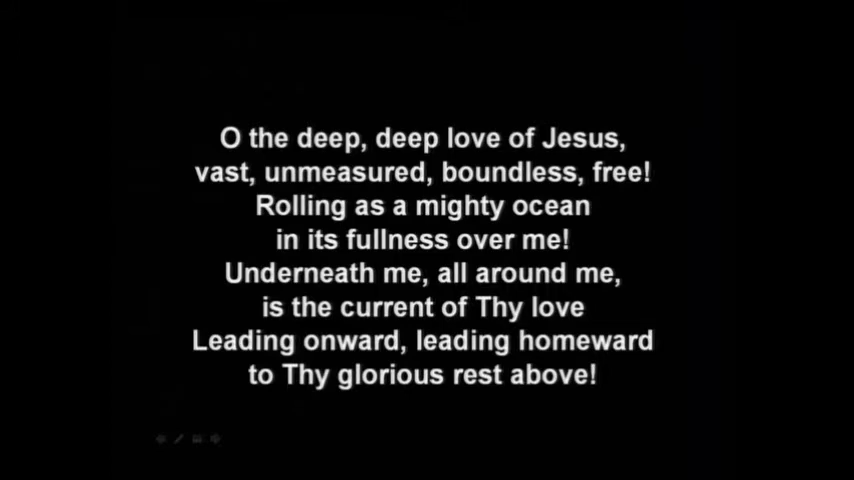 O the deep, deep love of Jesus,
vast, unmeasured, boundless, free!
Rolling as a mighty ocean
in its fullness over me!
Underneath me, all around me,
is the current of Thy love
Leading onward, leading homeward
to Thy glorious rest above!